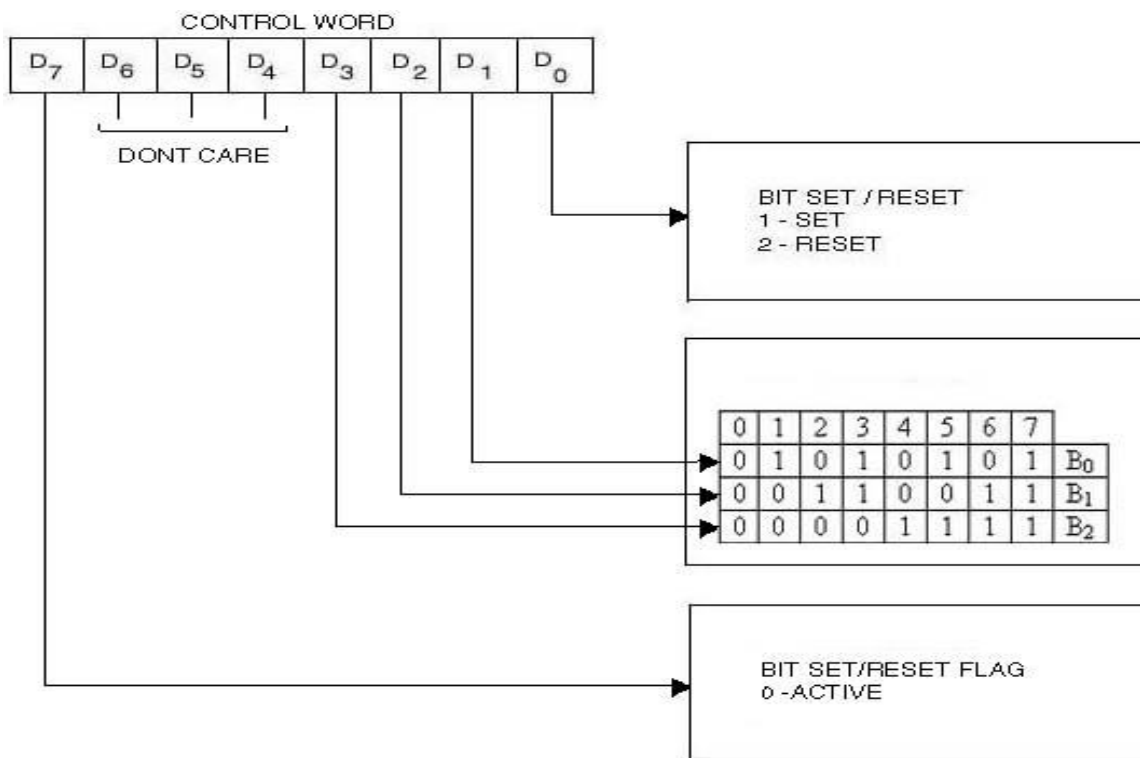 CONTROL WORD
D7 D6 D5 D4 D3 D2 D1 D0
DONT CARE
BIT SET / RESET
1 - SET
2 - RESET
0 1 2 3 4 5 6 7
0 1 0 1 0 1 0 1 B0
0 0 1 1 0 0 1 1 B1
0 0 0 0 1 1 1 1 B2
BIT SET/RESET FLAG
0 -ACTIVE